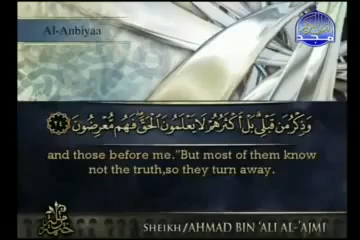 Al-Anbiyaa
وَذِكْرُ مَن قَبْلِي بَلْ أَكْثَرُهُمْ لَا يَعْلَمُونَ الْحَقَّ فَهُم مُّعْرِضُونَ ٢٤
and those before me."But most of them know
not the truth,so they turn away.
SHEIKH/AHMAD BIN 'ALI AL-'AJMI